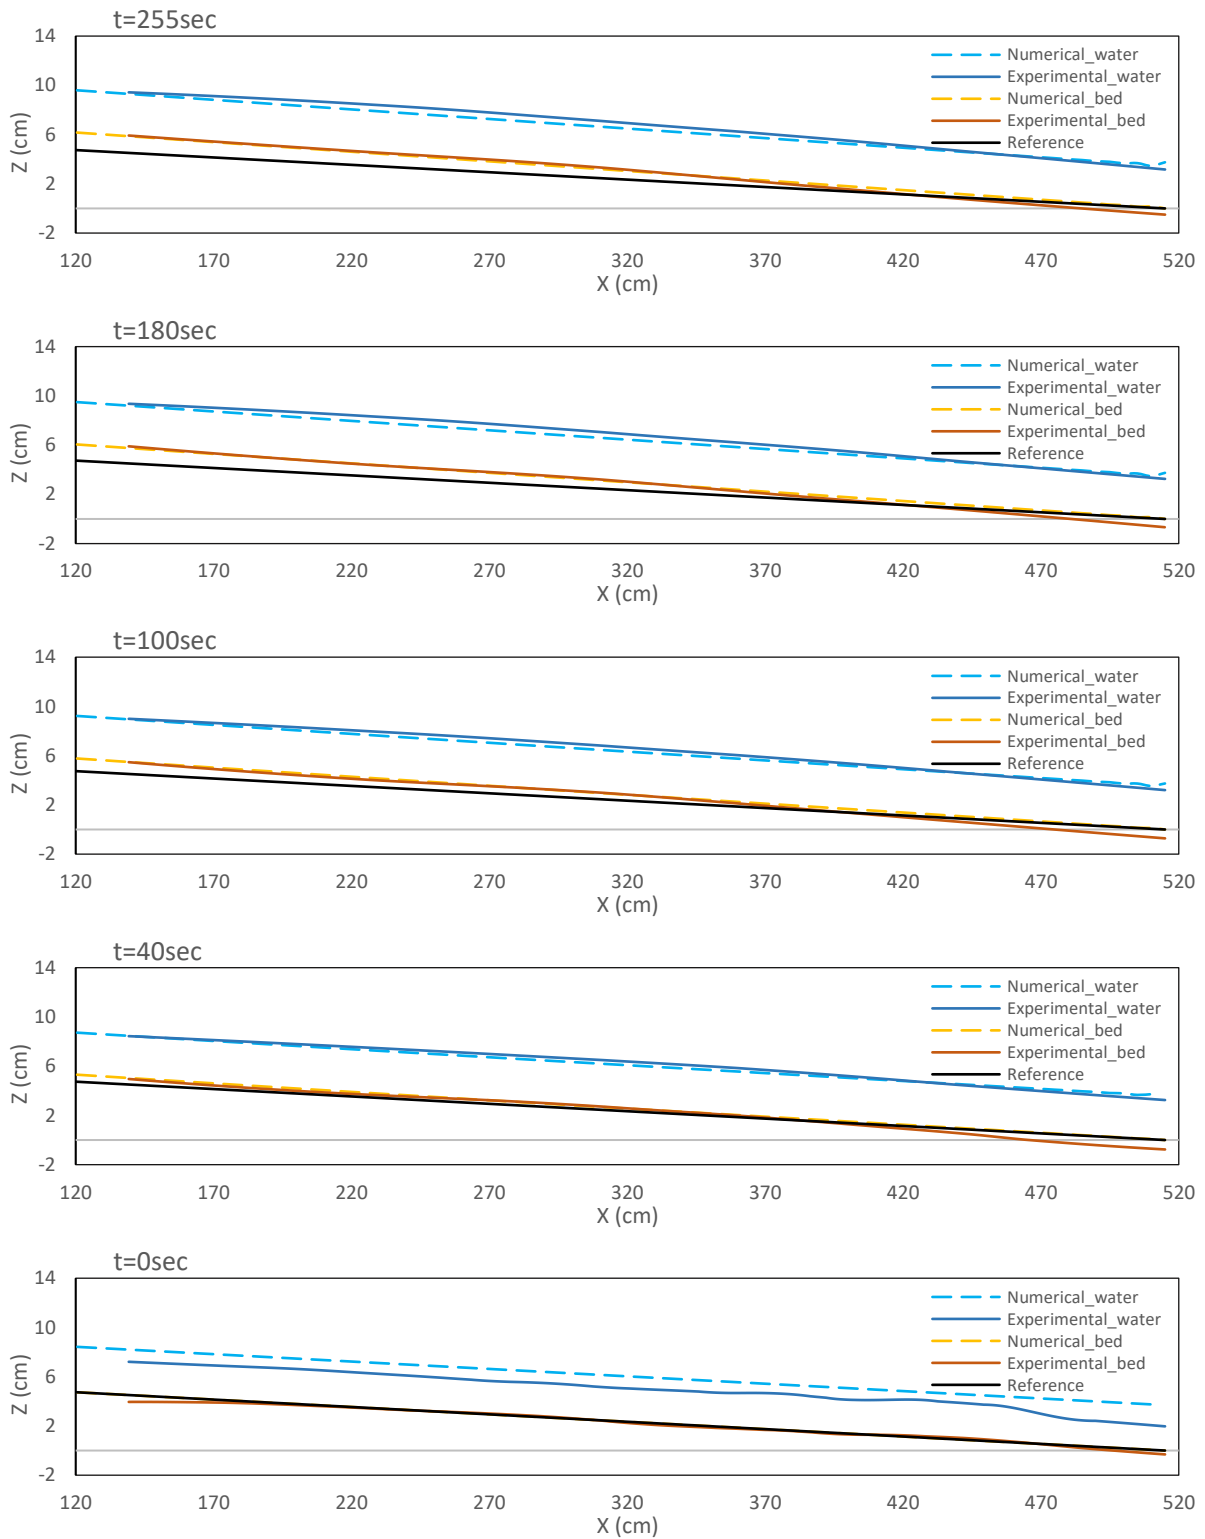 t=255sec
14
10
6
2
-2
Z (cm)
Numerical_water
Experimental_water
Numerical_bed
Experimental_bed
Reference
120 170 220 270 320 370 420 470 520
X (cm)
t=180sec
14
10
6
2
-2
Z (cm)
Numerical_water
Experimental_water
Numerical_bed
Experimental_bed
Reference
120 170 220 270 320 370 420 470 520
X (cm)
t=100sec
14
10
6
2
-2
Z (cm)
Numerical_water
Experimental_water
Numerical_bed
Experimental_bed
Reference
120 170 220 270 320 370 420 470 520
X (cm)
t=40sec
14
10
6
2
-2
Z (cm)
Numerical_water
Experimental_water
Numerical_bed
Experimental_bed
Reference
120 170 220 270 320 370 420 470 520
X (cm)
t=0sec
14
10
6
2
-2
Z (cm)
Numerical_water
Experimental_water
Numerical_bed
Experimental_bed
Reference
120 170 220 270 320 370 420 470 520
X (cm)